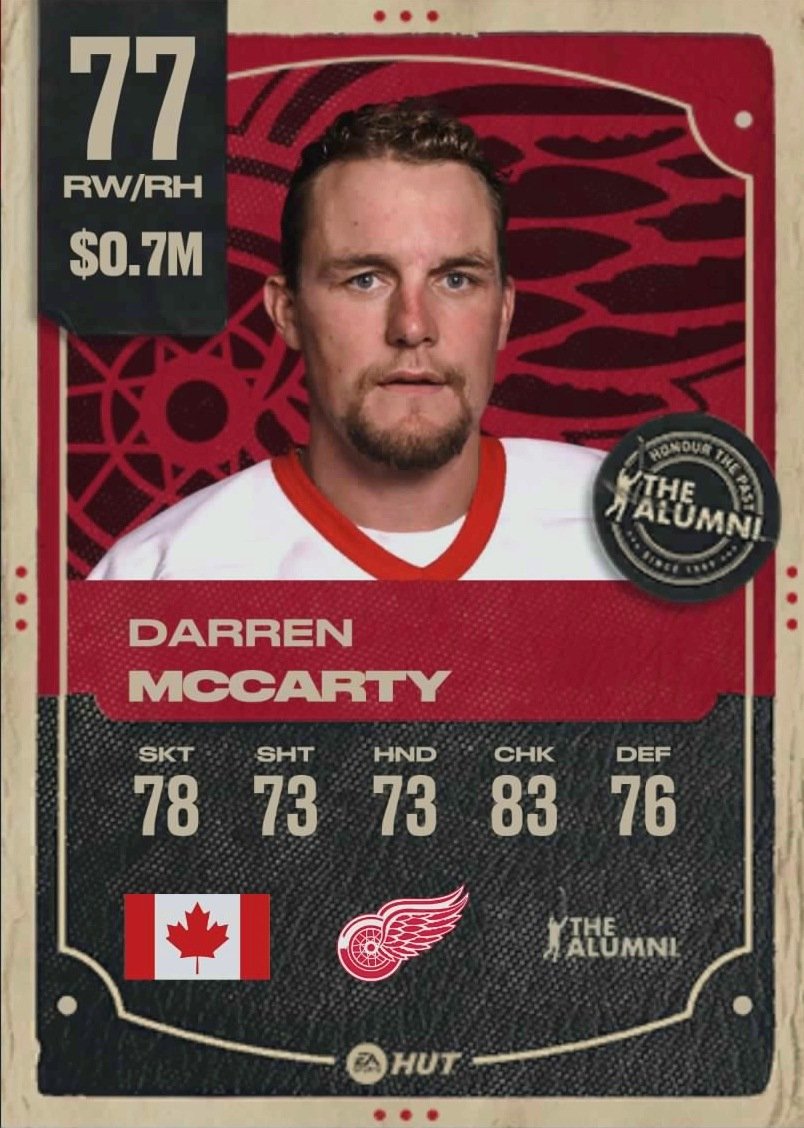 77
RW/RH
$0.7M
HONOUR THE PAST
THE
ALUMNI
DARREN
MCCARTY
SKT SHT HND CHK DEF
78 73 73 83 76
THE
ALUMNI
EA
HUT